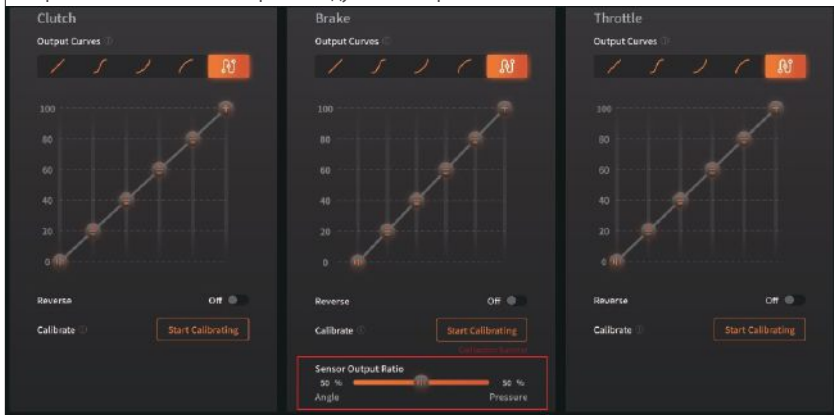 Clutch
Output Curves
100
80
60
40
20
0
Reverse Off
Calibrate Start Calibrating
Brake
Output Curves
100
80
60
40
20
0
Reverse Off
Calibrate Start Calibrating
Sensor Output Ratio
50 % 50 %
Angle Pressure
Throttle
Output Curves
100
80
60
40
20
0
Reverse Off
Calibrate Start Calibrating